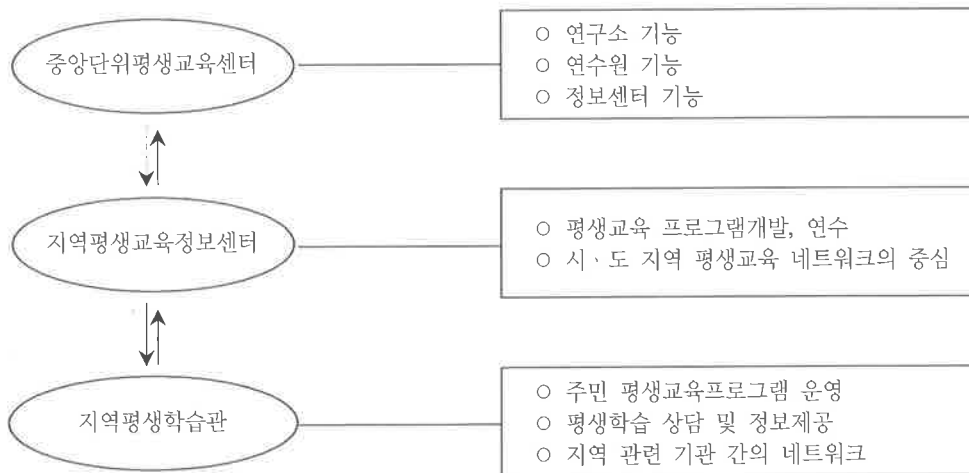 중앙단위평생교육센터
○ 연구소 기능
○ 연수원 기능
○ 정보센터 기능
지역평생교육정보센터
○ 평생교육 프로그램개발, 연수
○ 시·도 지역 평생교육 네트워크의 중심
지역평생학습관
○ 주민 평생교육프로그램 운영
○ 평생학습 상담 및 정보제공
○ 지역 관련 기관 간의 네트워크